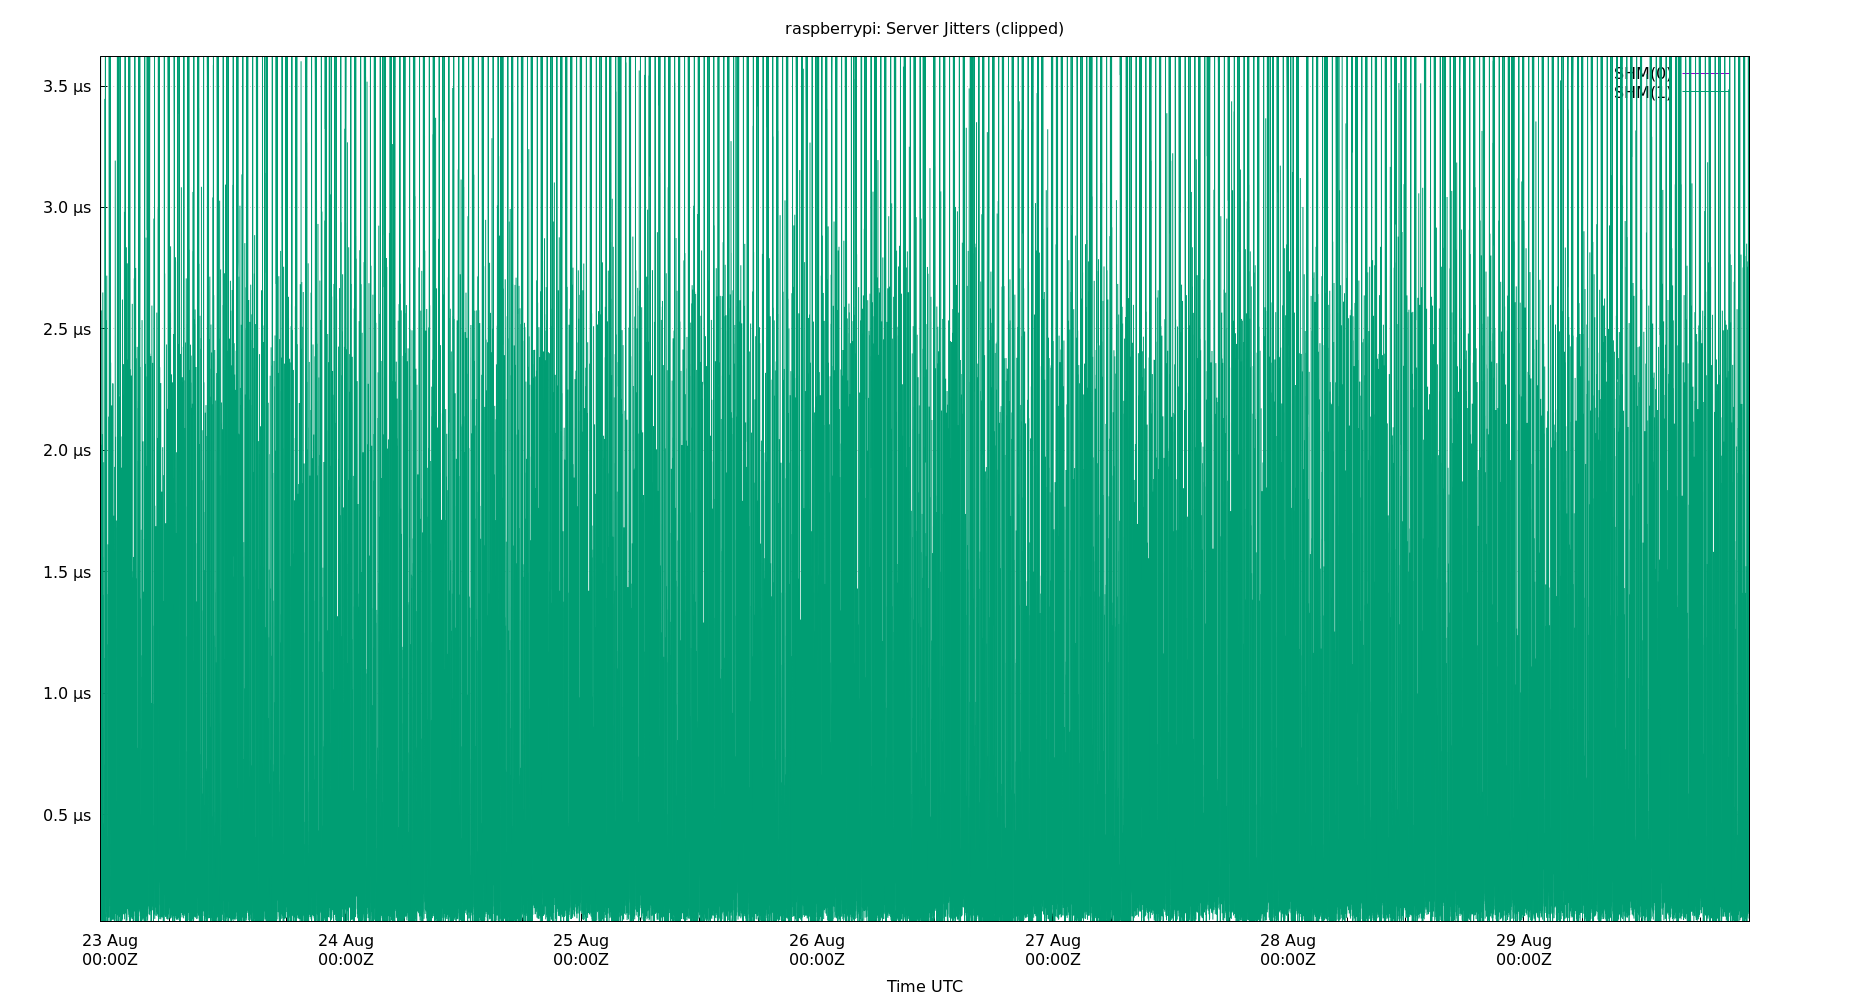 raspberrypi: Server Jitters (clipped)
SHM(0)
SHM(1)
3.5 µs
3.0 µs
2.5 µs
2.0 µs
1.5 µs
1.0 µs
0.5 µs
23 Aug 24 Aug 25 Aug 26 Aug 27 Aug 28 Aug 29 Aug
00:00Z 00:00Z 00:00Z 00:00Z 00:00Z 00:00Z 00:00Z
Time UTC